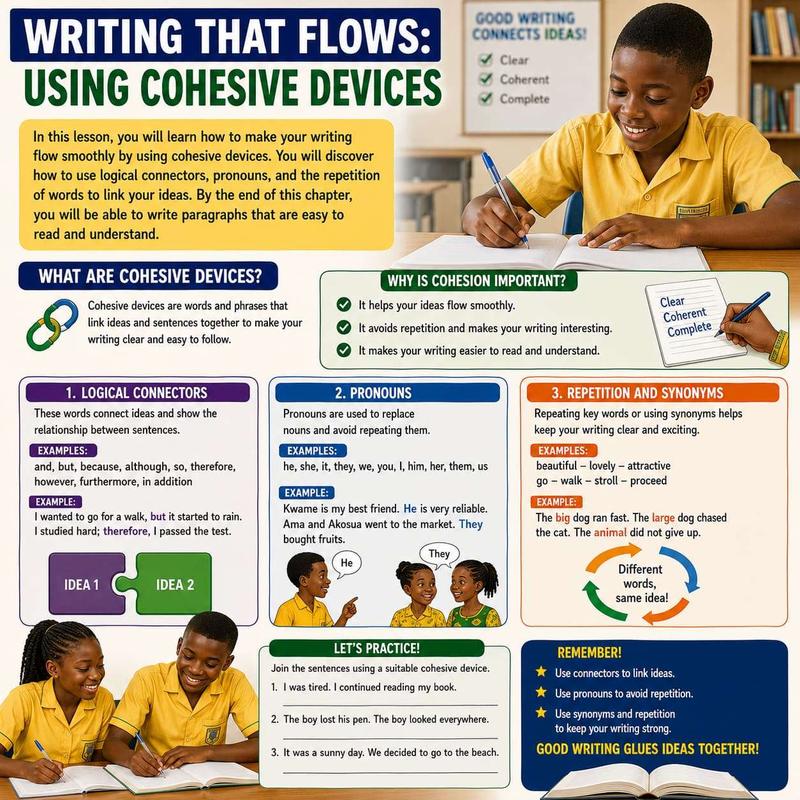 WRITING THAT FLOWS:
USING COHESIVE DEVICES
GOOD WRITING
CONNECTS IDEAS!
Clear
Coherent
Complete
In this lesson, you will learn how to make your writing
flow smoothly by using cohesive devices. You will discover
how to use logical connectors, pronouns, and the repetition
of words to link your ideas. By the end of this chapter,
you will be able to write paragraphs that are easy to
read and understand.
WHAT ARE COHESIVE DEVICES?
Cohesive devices are words and phrases that
link ideas and sentences together to make your
writing clear and easy to follow.
WHY IS COHESION IMPORTANT?
It helps your ideas flow smoothly.
It avoids repetition and makes your writing interesting.
It makes your writing easier to read and understand.
Clear
Coherent
Complete
1. LOGICAL CONNECTORS
These words connect ideas and show the
relationship between sentences.
EXAMPLES:
and, but, because, although, so, therefore,
however, furthermore, in addition
EXAMPLE:
I wanted to go for a walk, but it started to rain.
I studied hard; therefore, I passed the test.
IDEA 1
IDEA 2
2. PRONOUNS
Pronouns are used to replace
nouns and avoid repeating them.
EXAMPLES:
he, she, it, they, we, you, I, him, her, them, us
EXAMPLE:
Kwame is my best friend. He is very reliable.
Ama and Akosua went to the market. They
bought fruits.
He
They
3. REPETITION AND SYNONYMS
Repeating key words or using synonyms helps
keep your writing clear and exciting.
EXAMPLES:
beautiful – lovely – attractive
go – walk – stroll – proceed
EXAMPLE:
The big dog ran fast. The large dog chased
the cat. The animal did not give up.
Different
words,
same idea!
LET'S PRACTICE!
Join the sentences using a suitable cohesive device.
1. I was tired. I continued reading my book.
2. The boy lost his pen. The boy looked everywhere.
3. It was a sunny day. We decided to go to the beach.
REMEMBER!
Use connectors to link ideas.
Use pronouns to avoid repetition.
Use synonyms and repetition
to keep your writing strong.
GOOD WRITING GLUES IDEAS TOGETHER!